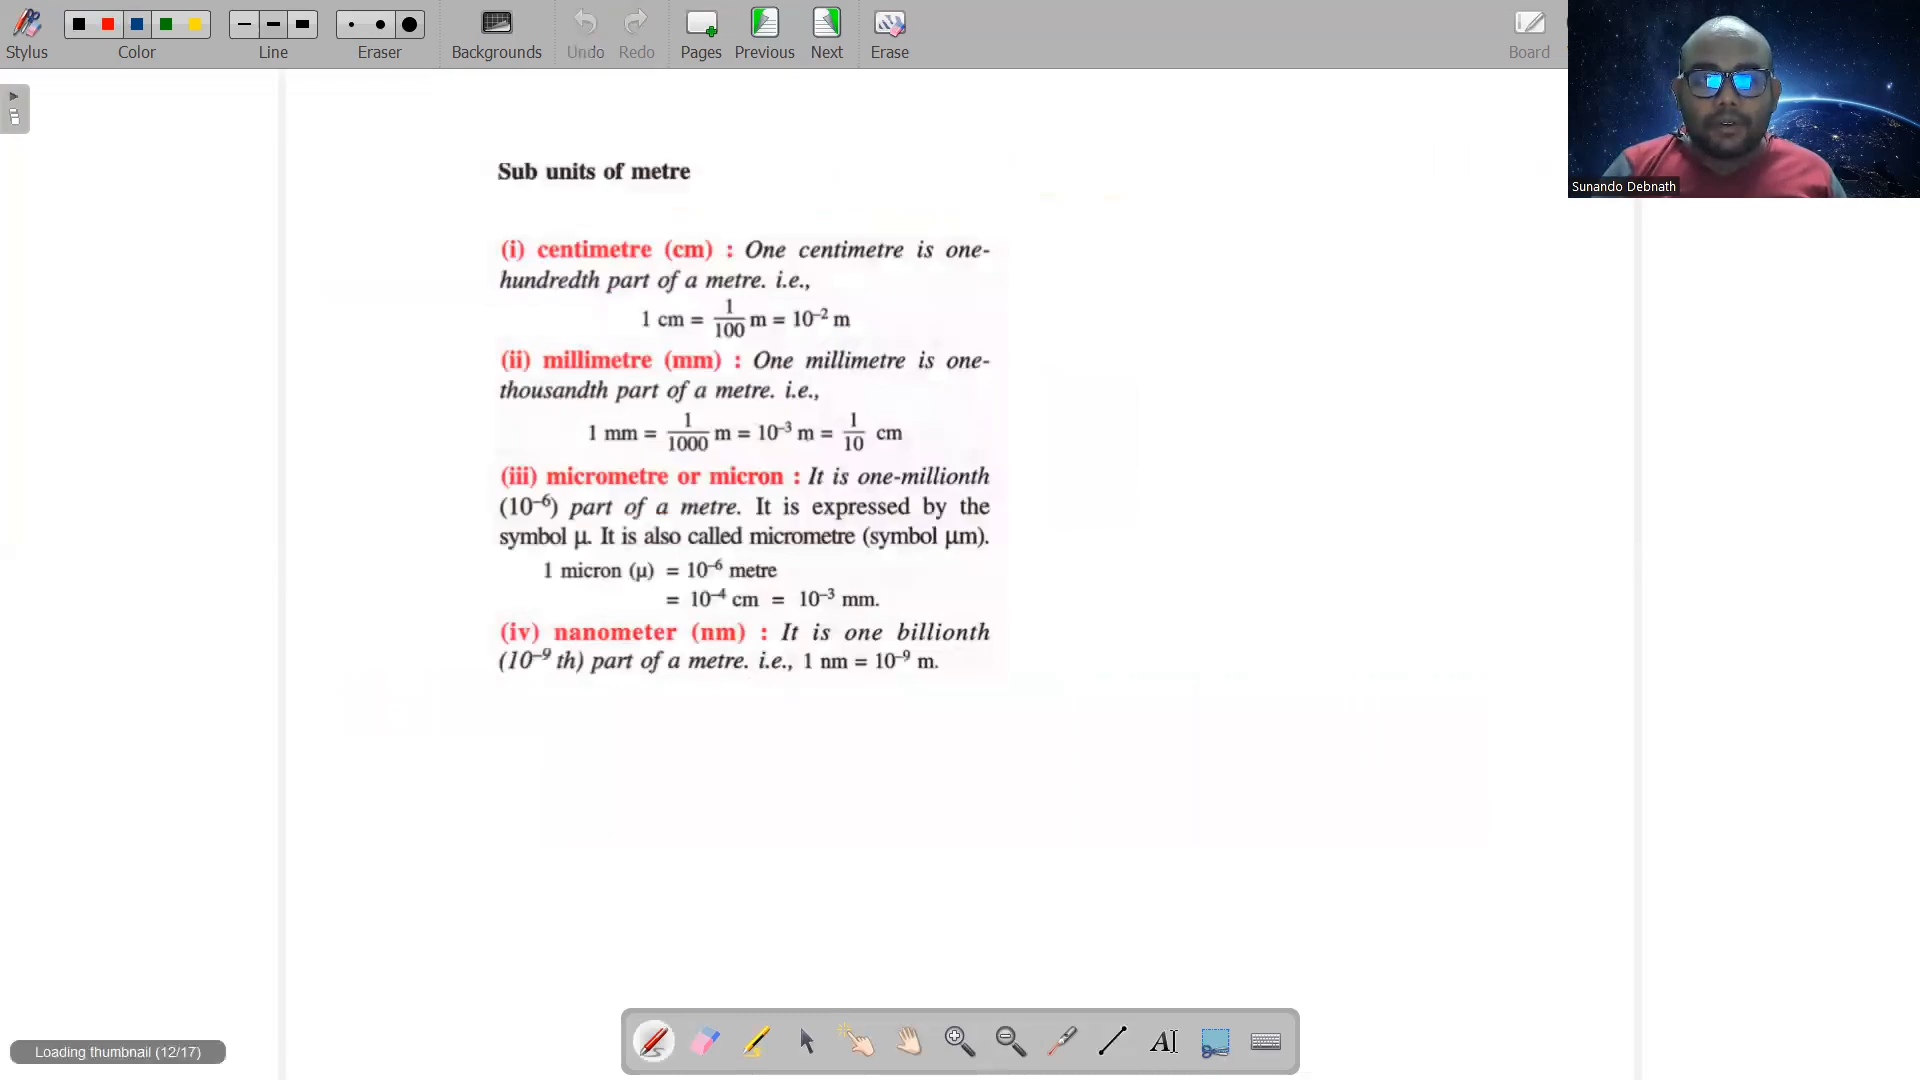 Stylus
Color
Line
Eraser
Backgrounds
Undo
Redo
Pages
Previous
Next
Erase
Board
Sunando Debnath
Sub units of metre
(i) centimetre (cm) : One centimetre is one-
hundredth part of a metre. i.e.,
1 cm = 1/100 m = 10⁻² m
(ii) millimetre (mm) : One millimetre is one-
thousandth part of a metre. i.e.,
1 mm = 1/1000 m = 10⁻³ m = 1/10 cm
(iii) micrometre or micron : It is one-millionth
(10⁻⁶) part of a metre. It is expressed by the
symbol µ. It is also called micrometre (symbol µm).
1 micron (µ) = 10⁻⁶ metre
= 10⁻⁴ cm = 10⁻³ mm.
(iv) nanometer (nm) : It is one billionth
(10⁻⁹ th) part of a metre. i.e., 1 nm = 10⁻⁹ m.
Loading thumbnail (12/17)